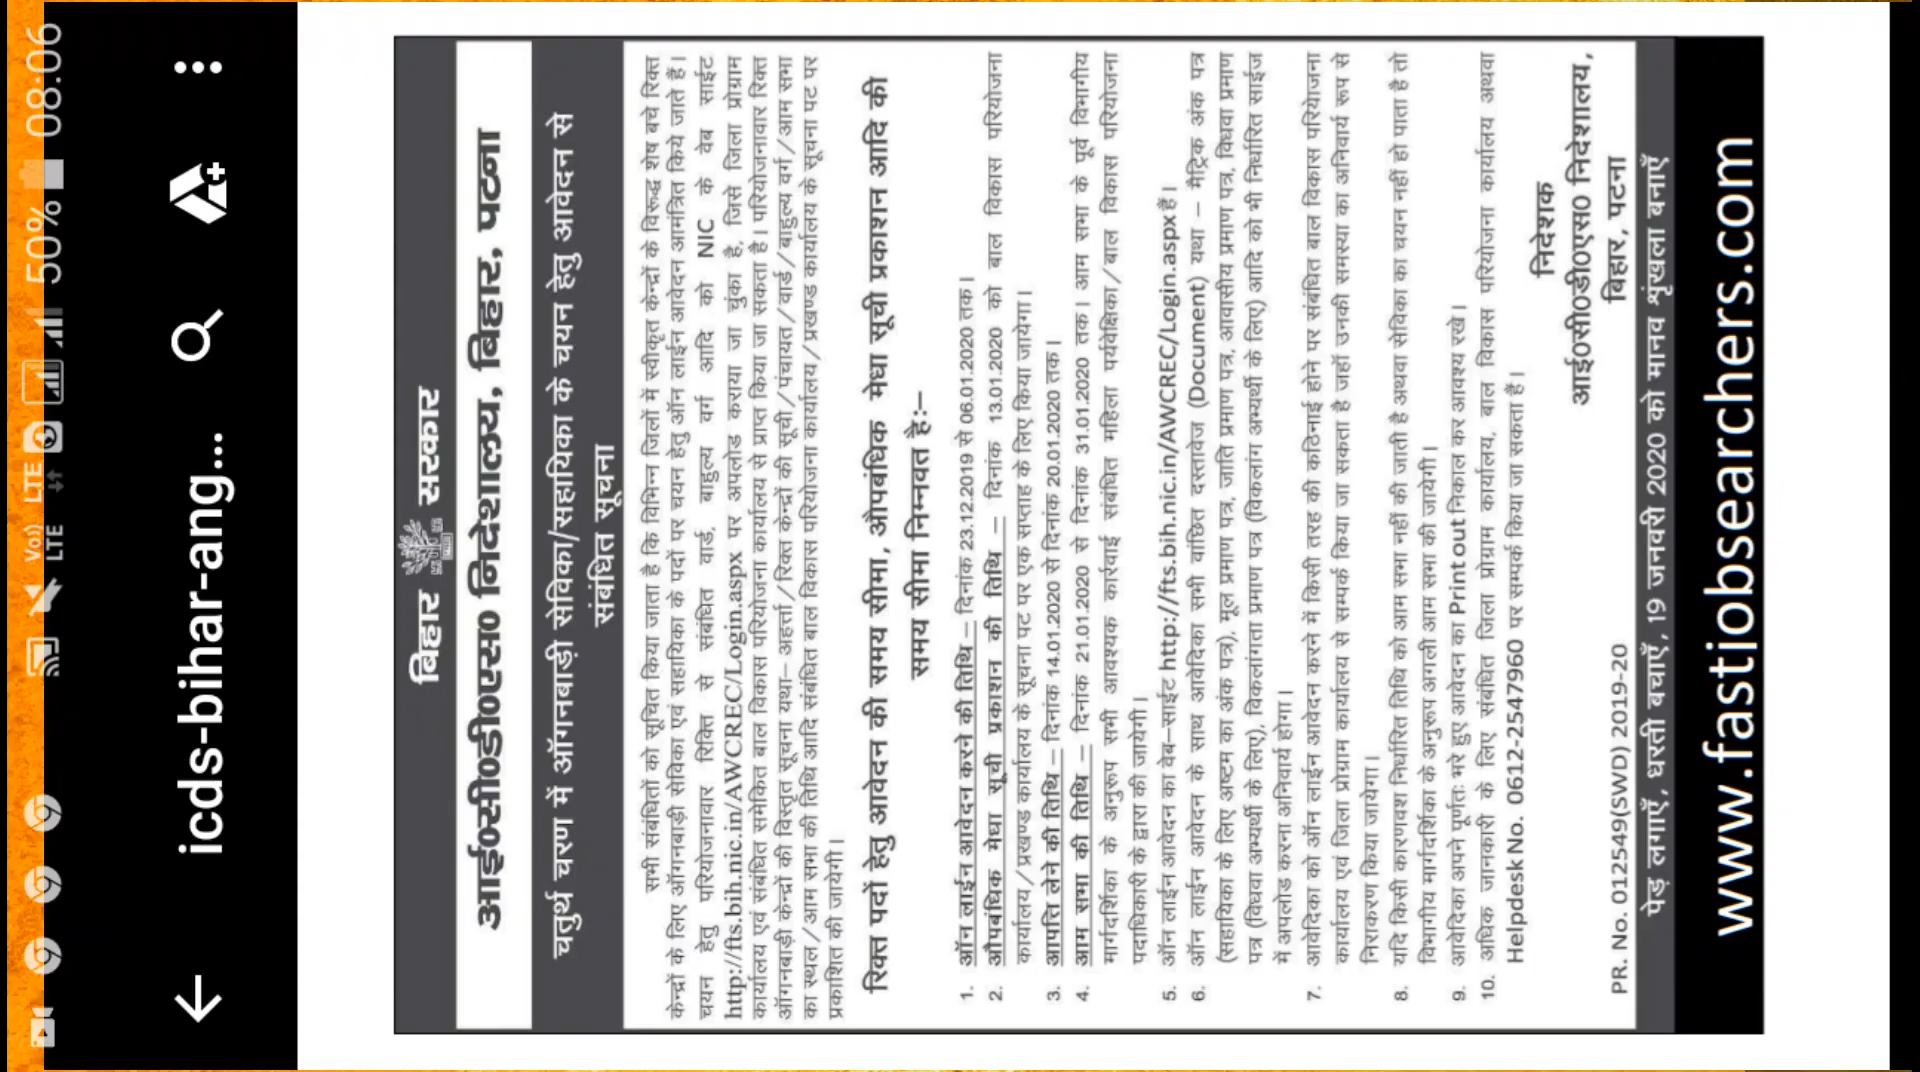 VoI) LTE LTE 50% 08:06
icds-bihar-ang...
बिहार सरकार
आई0सी0डी0एस0 निदेशालय, बिहार, पटना
चतुर्थ चरण में ऑगनबाड़ी सेविका/सहायिका के चयन हेतु आवेदन से
संबंधित सूचना
सभी संबंधितों को सूचित किया जाता है कि विभिन्न जिलों में स्वीकृत केन्द्रों के विरूद्ध शेष बचे रिक्त
केन्द्रों के लिए ऑगनबाड़ी सेविका एवं सहायिका के पदों पर चयन हेतु ऑन लाईन आवेदन आमंत्रित किये जाते हैं।
चयन हेतु परियोजनावार रिक्ति से संबंधित वार्ड, बाहुल्य वर्ग आदि को NIC के वेब साईट
http://fts.bih.nic.in/AWCREC/Login.aspx पर अपलोड कराया जा चुंका है, जिसे जिला प्रोग्राम
कार्यालय एवं संबंधित समेकित बाल विकास परियोजना कार्यालय से प्राप्त किया जा सकता है। परियोजनावार रिक्त
ऑगनबाड़ी केन्द्रों की विस्तृत सूचना यथा– अहर्त्ता/रिक्त केन्द्रों की सूची/पंचायत/वार्ड/बाहुल्य वर्ग/आम सभा
का स्थल/आम सभा की तिथि आदि संबंधित बाल विकास परियोजना कार्यालय/प्रखण्ड कार्यालय के सूचना पट पर
प्रकाशित की जायेगी।
रिक्त पदों हेतु आवेदन की समय सीमा, औपबंधिक मेधा सूची प्रकाशन आदि की
समय सीमा निम्नवत है:–
1. ऑन लाईन आवेदन करने की तिथि – दिनांक 23.12.2019 से 06.01.2020 तक।
2. औपबंधिक मेधा सूची प्रकाशन की तिथि – दिनांक 13.01.2020 को बाल विकास परियोजना
कार्यालय/प्रखण्ड कार्यालय के सूचना पट पर एक सप्ताह के लिए किया जायेगा।
3. आपत्ति लेने की तिथि – दिनांक 14.01.2020 से दिनांक 20.01.2020 तक।
4. आम सभा की तिथि – दिनांक 21.01.2020 से दिनांक 31.01.2020 तक। आम सभा के पूर्व विभागीय
मार्गदर्शिका के अनुरूप सभी आवश्यक कार्रवाई संबंधित महिला पर्यवेक्षिका/बाल विकास परियोजना
पदाधिकारी के द्वारा की जायेगी।
5. ऑन लाईन आवेदन का वेब–साईट http://fts.bih.nic.in/AWCREC/Login.aspx है।
6. ऑन लाईन आवेदन के साथ आवेदिका सभी वांछित दस्तावेज (Document) यथा – मैट्रिक अंक पत्र
(सहायिका के लिए अष्टम का अंक पत्र), मूल प्रमाण पत्र, जाति प्रमाण पत्र, आवासीय प्रमाण पत्र, विधवा प्रमाण
पत्र (विधवा अभ्यर्थी के लिए), विकलांगता प्रमाण पत्र (विकलांग अभ्यर्थी के लिए) आदि को भी निर्धारित साईज
में अपलोड करना अनिवार्य होगा।
7. आवेदिका को ऑन लाईन आवेदन करने में किसी तरह की कठिनाई होने पर संबंधित बाल विकास परियोजना
कार्यालय एवं जिला प्रोग्राम कार्यालय से सम्पर्क किया जा सकता है जहाँ उनकी समस्या का अनिवार्य रूप से
निराकरण किया जायेगा।
8. यदि किसी कारणवश निर्धारित तिथि को आम सभा नहीं की जाती है अथवा सेविका का चयन नहीं हो पाता है तो
विभागीय मार्गदर्शिका के अनुरूप अगली आम सभा की जायेगी।
9. आवेदिका अपने पूर्णतः भरे हुए आवेदन का Print out निकाल कर अवश्य रखें।
10. अधिक जानकारी के लिए संबंधित जिला प्रोग्राम कार्यालय, बाल विकास परियोजना कार्यालय अथवा
Helpdesk No. 0612-2547960 पर सम्पर्क किया जा सकता है।
निदेशक
आई0सी0डी0एस0 निदेशालय,
बिहार, पटना
PR. No. 012549(SWD) 2019-20
पेड़ लगाएँ, धरती बचाएँ, 19 जनवरी 2020 को मानव श्रृंखला बनाएँ
www.fastjobsearchers.com